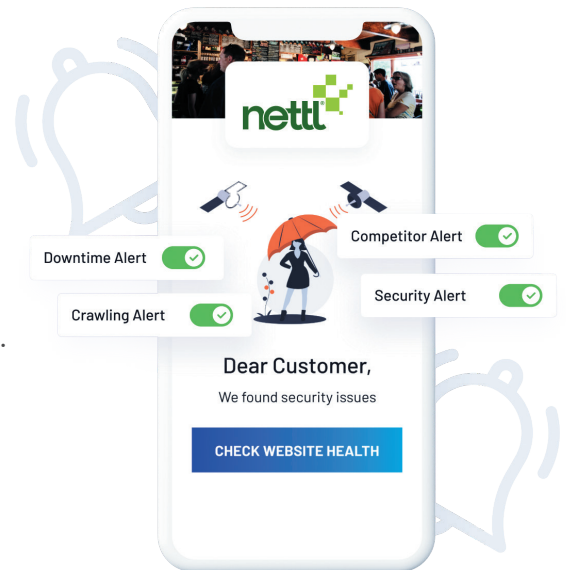 nettl
Downtime Alert
Competitor Alert
Crawling Alert
Security Alert
.
Dear Customer,
We found security issues
CHECK WEBSITE HEALTH